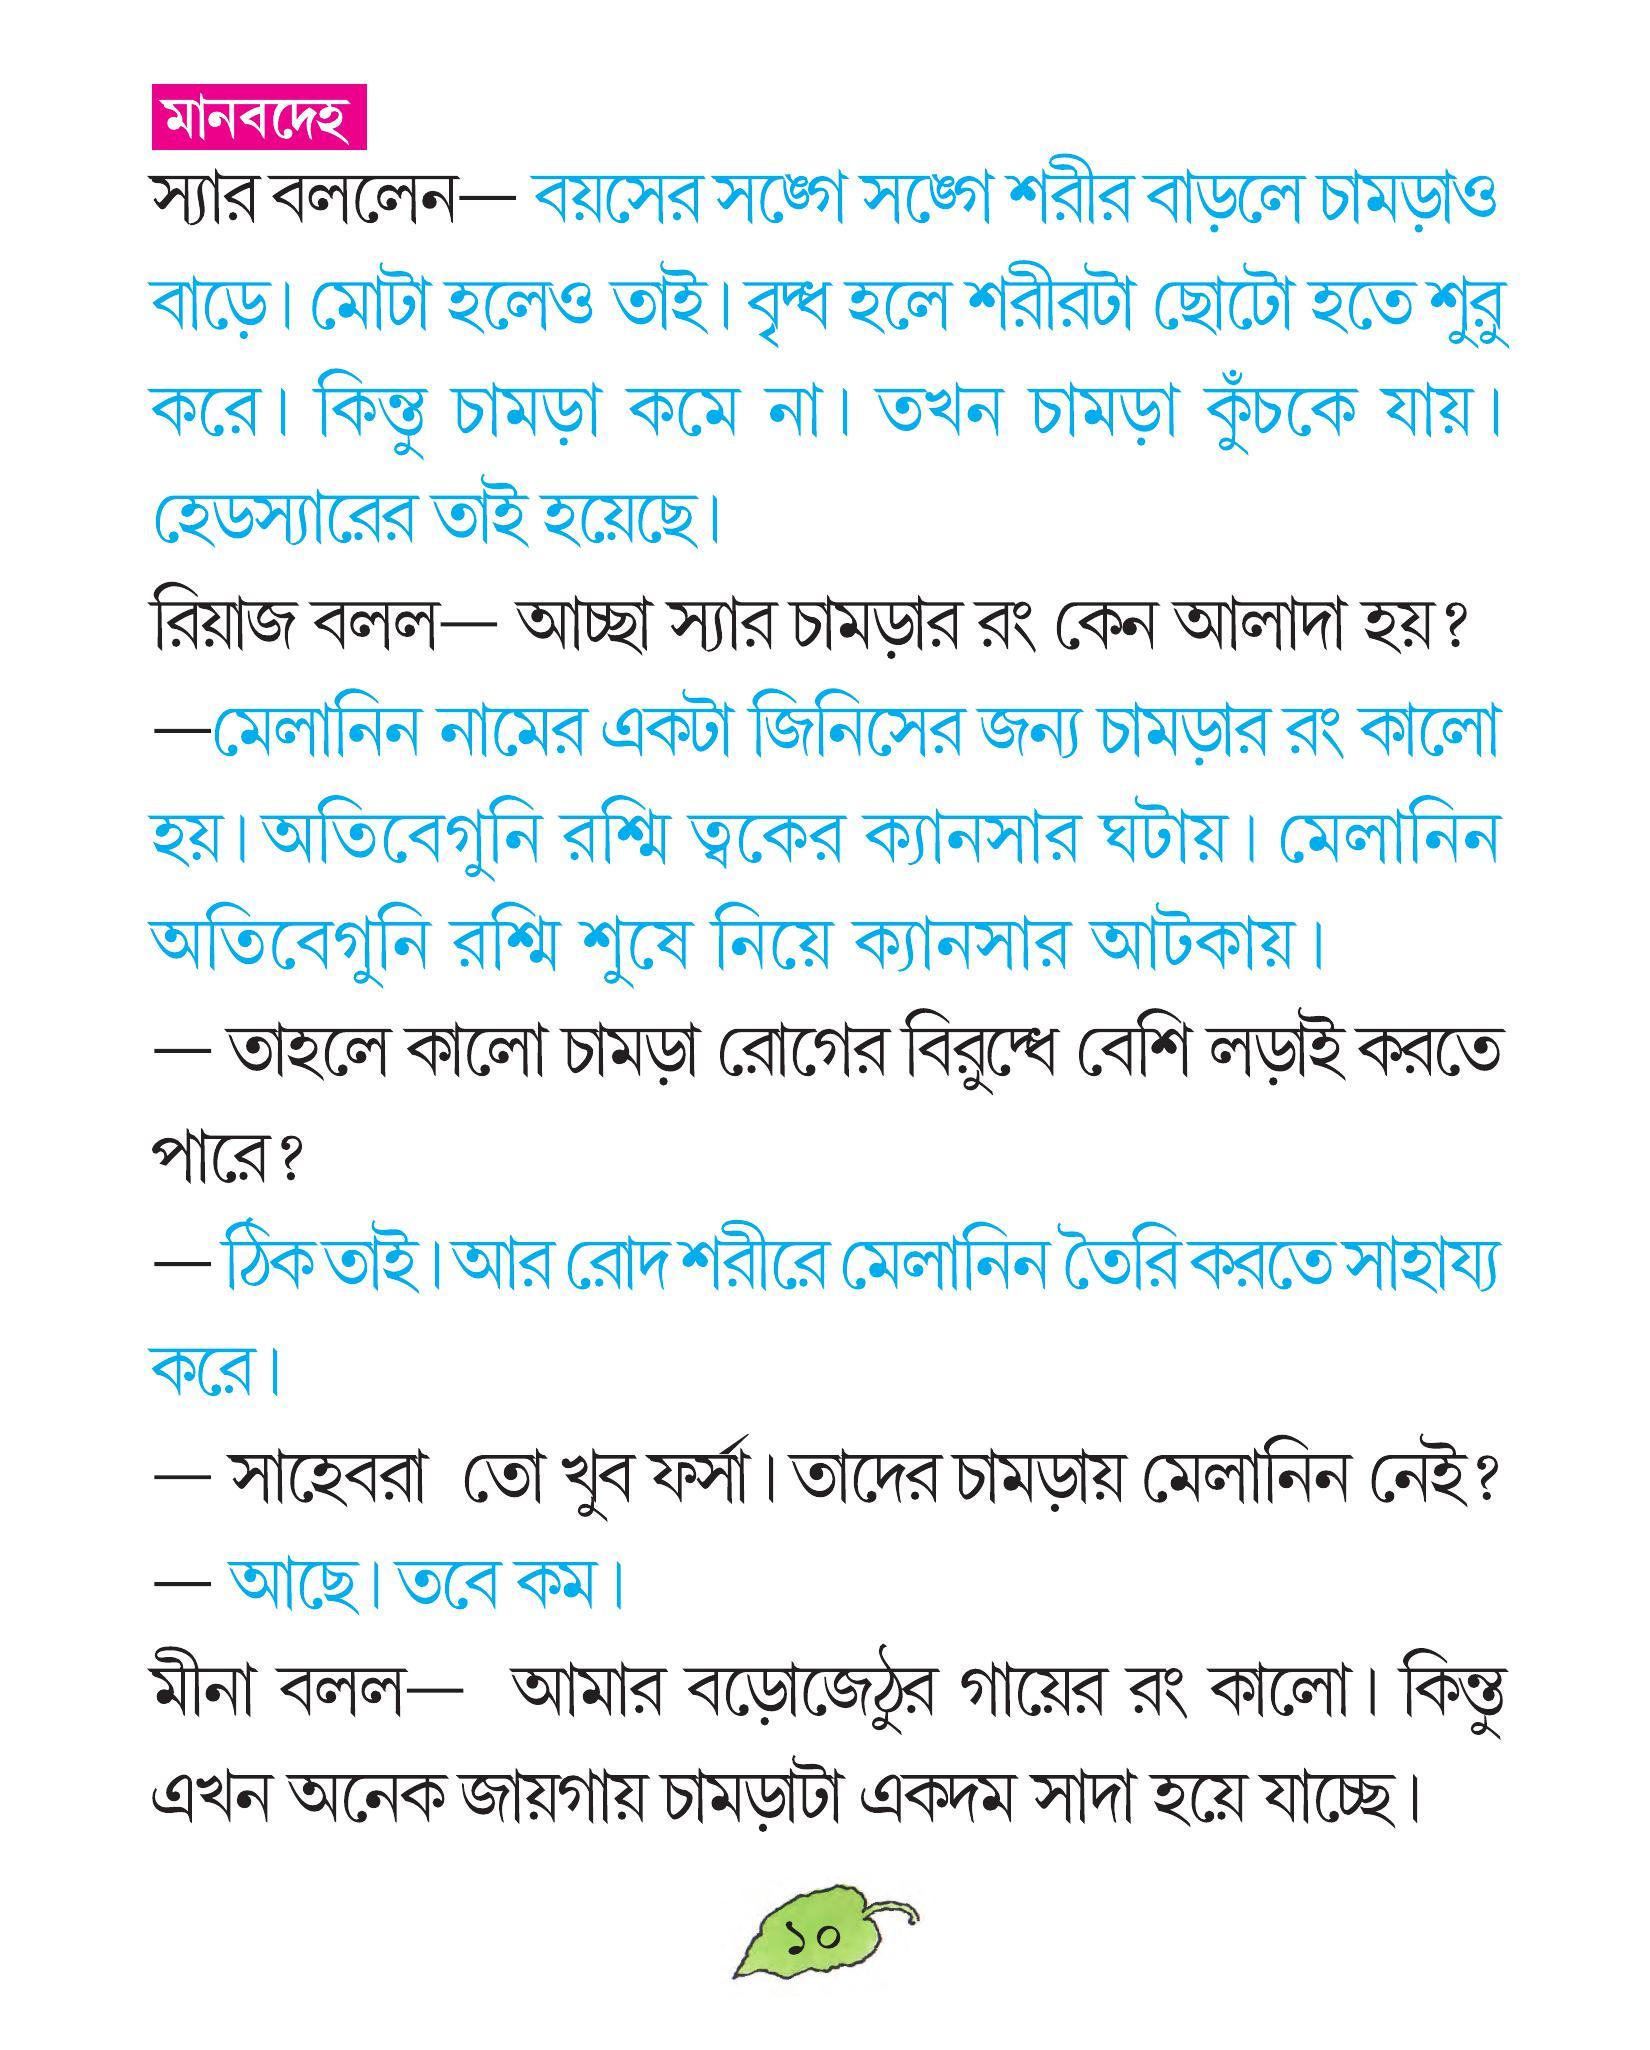 মানবদেহ
স্যার বললেন— বয়সের সঙ্গে সঙ্গে শরীর বাড়লে চামড়াও
বাড়ে। মোটা হলেও তাই। বৃদ্ধ হলে শরীরটা ছোটো হতে শুরু
করে। কিন্তু চামড়া কমে না। তখন চামড়া কুঁচকে যায়।
হেডস্যারের তাই হয়েছে।
রিয়াজ বলল— আচ্ছা স্যার চামড়ার রং কেন আলাদা হয়?
—মেলানিন নামের একটা জিনিসের জন্য চামড়ার রং কালো
হয়। অতিবেগুনি রশ্মি ত্বকের ক্যানসার ঘটায়। মেলানিন
অতিবেগুনি রশ্মি শুষে নিয়ে ক্যানসার আটকায়।
— তাহলে কালো চামড়া রোগের বিরুদ্ধে বেশি লড়াই করতে
পারে?
— ঠিক তাই। আর রোদ শরীরে মেলানিন তৈরি করতে সাহায্য
করে।
— সাহেবরা তো খুব ফর্সা। তাদের চামড়ায় মেলানিন নেই?
— আছে। তবে কম।
মীনা বলল— আমার বড়োজেঠুর গায়ের রং কালো। কিন্তু
এখন অনেক জায়গায় চামড়াটা একদম সাদা হয়ে যাচ্ছে।
১০